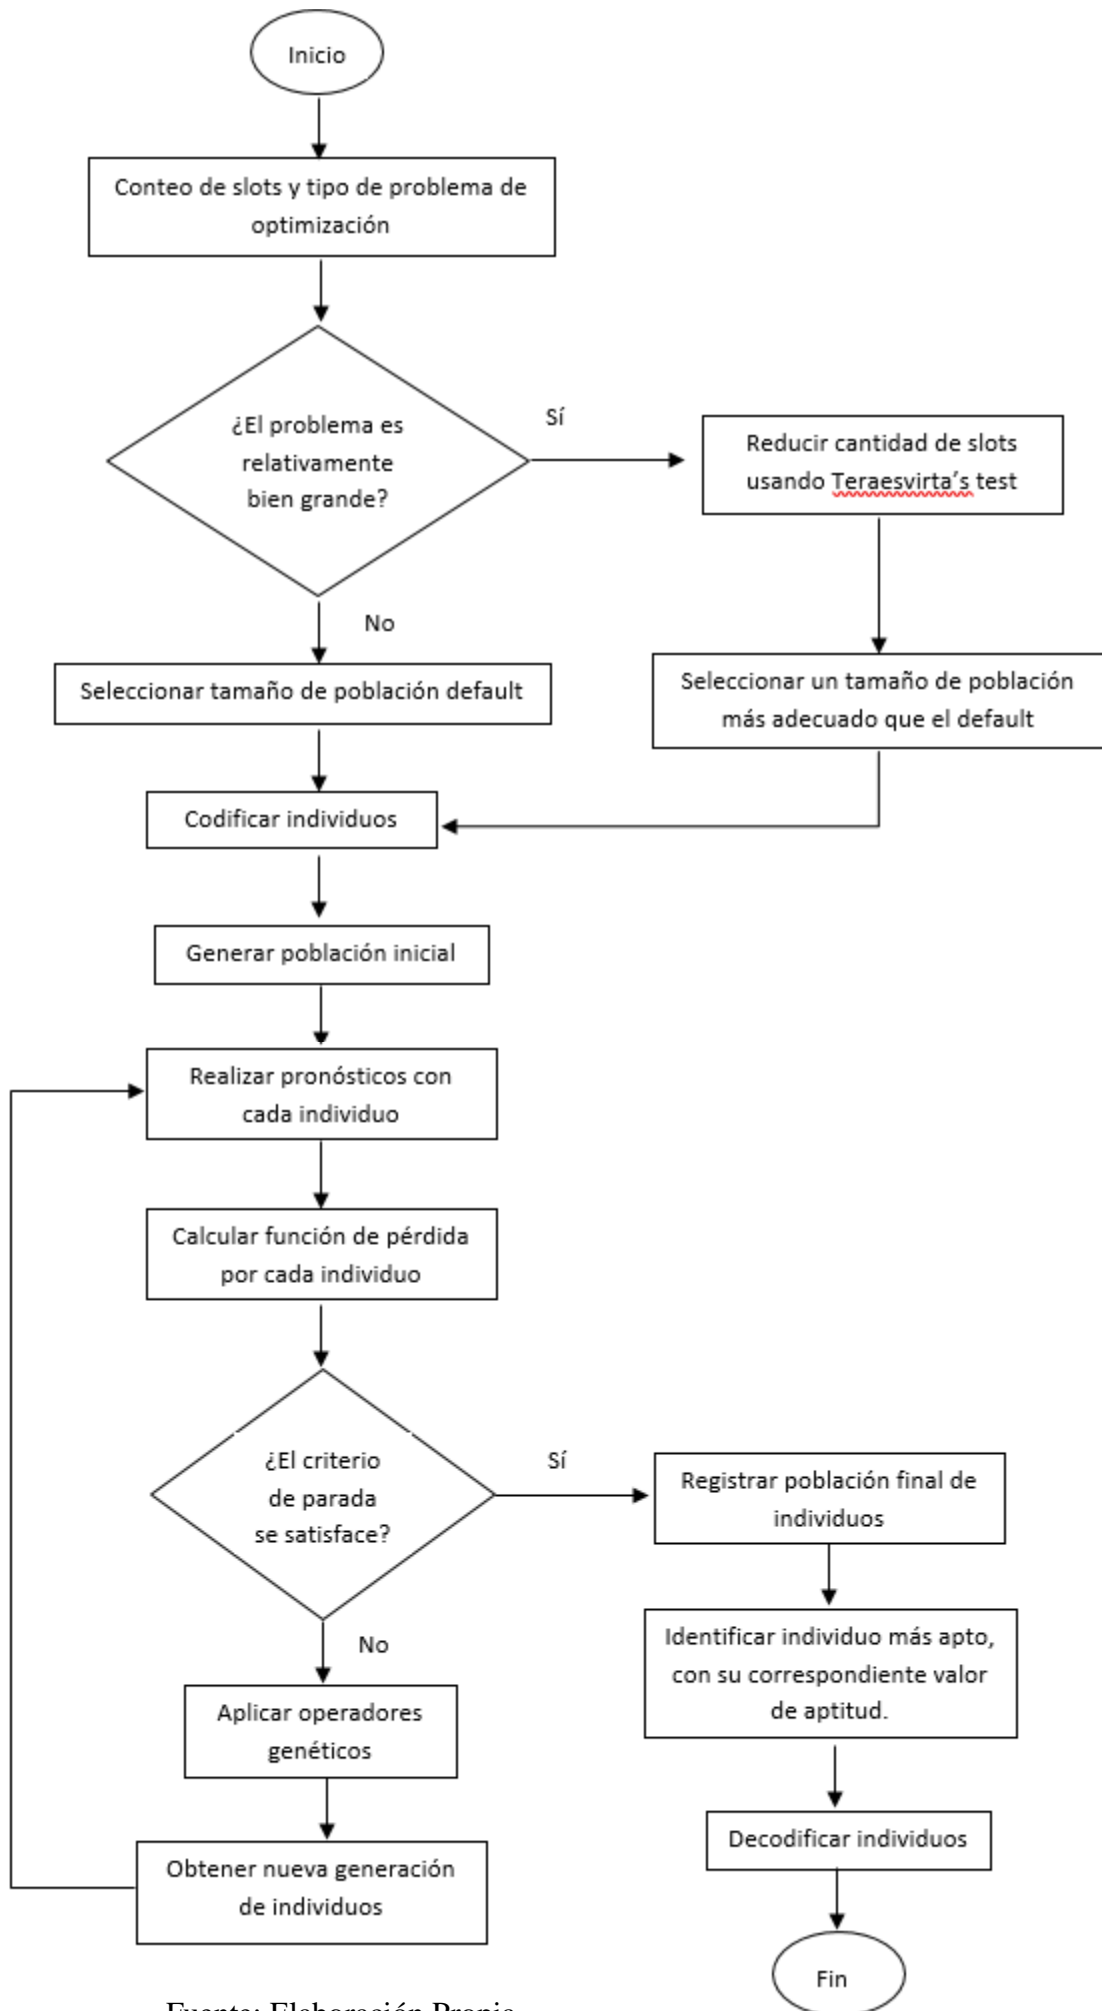 Inicio
Conteo de slots y tipo de problema de
optimización
¿El problema es
relativamente
bien grande?
Sí
Reducir cantidad de slots
usando Teraesvirta's test
No
Seleccionar tamaño de población default
Seleccionar un tamaño de población
más adecuado que el default
Codificar individuos
Generar población inicial
Realizar pronósticos con
cada individuo
Calcular función de pérdida
por cada individuo
¿El criterio
de parada
se satisface?
Sí
Registrar población final de
individuos
No
Identificar individuo más apto,
con su correspondiente valor
de aptitud.
Aplicar operadores
genéticos
Decodificar individuos
Obtener nueva generación
de individuos
Fin
Fuente: Elaboración Propia